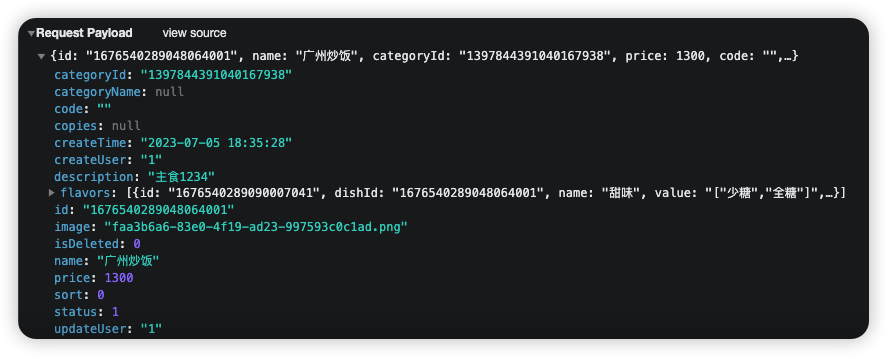 Request Payload view source
{id: "1676540289048064001", name: "广州炒饭", categoryId: "1397844391040167938", price: 1300, code: "",…}
categoryId: "1397844391040167938"
categoryName: null
code: ""
copies: null
createTime: "2023-07-05 18:35:28"
createUser: "1"
description: "主食1234"
flavors: [{id: "1676540289090007041", dishId: "1676540289048064001", name: "甜味", value: "["少糖","全糖"]",…}]
id: "1676540289048064001"
image: "faa3b6a6-83e0-4f19-ad23-997593c0c1ad.png"
isDeleted: 0
name: "广州炒饭"
price: 1300
sort: 0
status: 1
updateUser: "1"